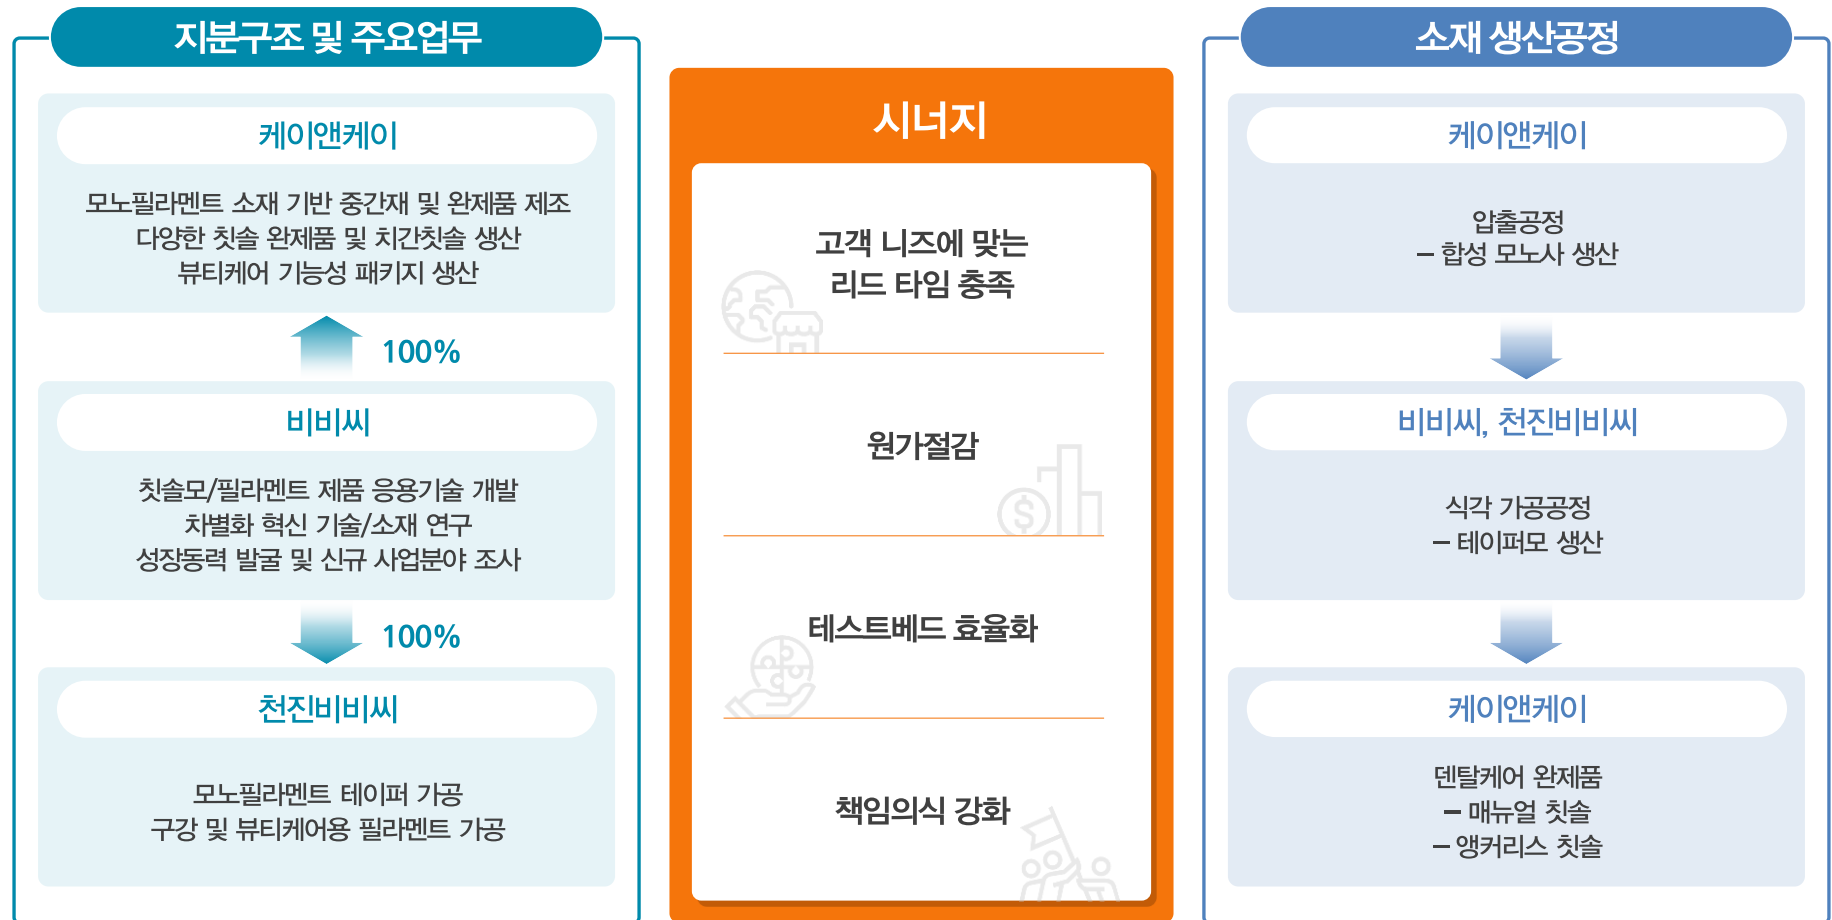 지분구조 및 주요업무
케이앤케이
모노필라멘트 소재 기반 중간재 및 완제품 제조
다양한 칫솔 완제품 및 치간칫솔 생산
뷰티케어 기능성 패키지 생산
100%
비비씨
칫솔모/필라멘트 제품 응용기술 개발
차별화 혁신 기술/소재 연구
성장동력 발굴 및 신규 사업분야 조사
100%
천진비비씨
모노필라멘트 테이퍼 가공
구강 및 뷰티케어용 필라멘트 가공
시너지
고객 니즈에 맞는
리드 타임 충족
원가절감
테스트베드 효율화
책임의식 강화
소재 생산공정
케이앤케이
압출공정
– 합성 모노사 생산
비비씨, 천진비비씨
식각 가공공정
– 테이퍼모 생산
케이앤케이
덴탈케어 완제품
– 매뉴얼 칫솔
– 앵커리스 칫솔